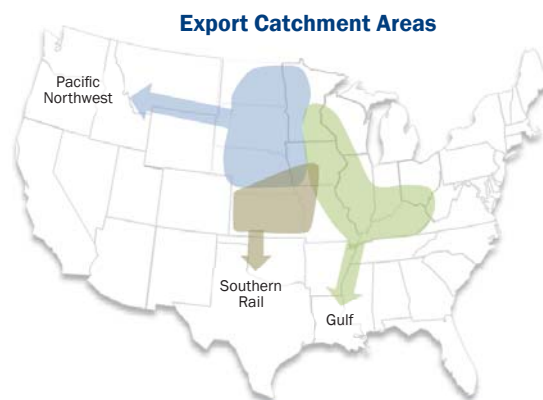 Export Catchment Areas
Pacific
Northwest
Southern
Rail
Gulf